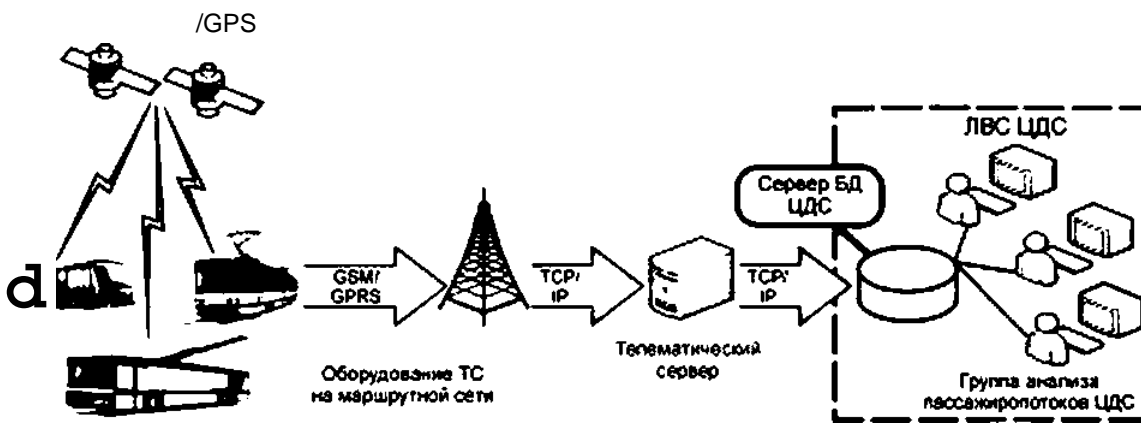 /GPS
ЛВС ЦДС
Сервер БД
ЦДС
d
GSM/
GPRS
TCP/
IP
TCP/
IP
Телематический
сервер
Оборудование ТС
на маршрутной сети
Группа анализа
пассажиропотоков ЦДС